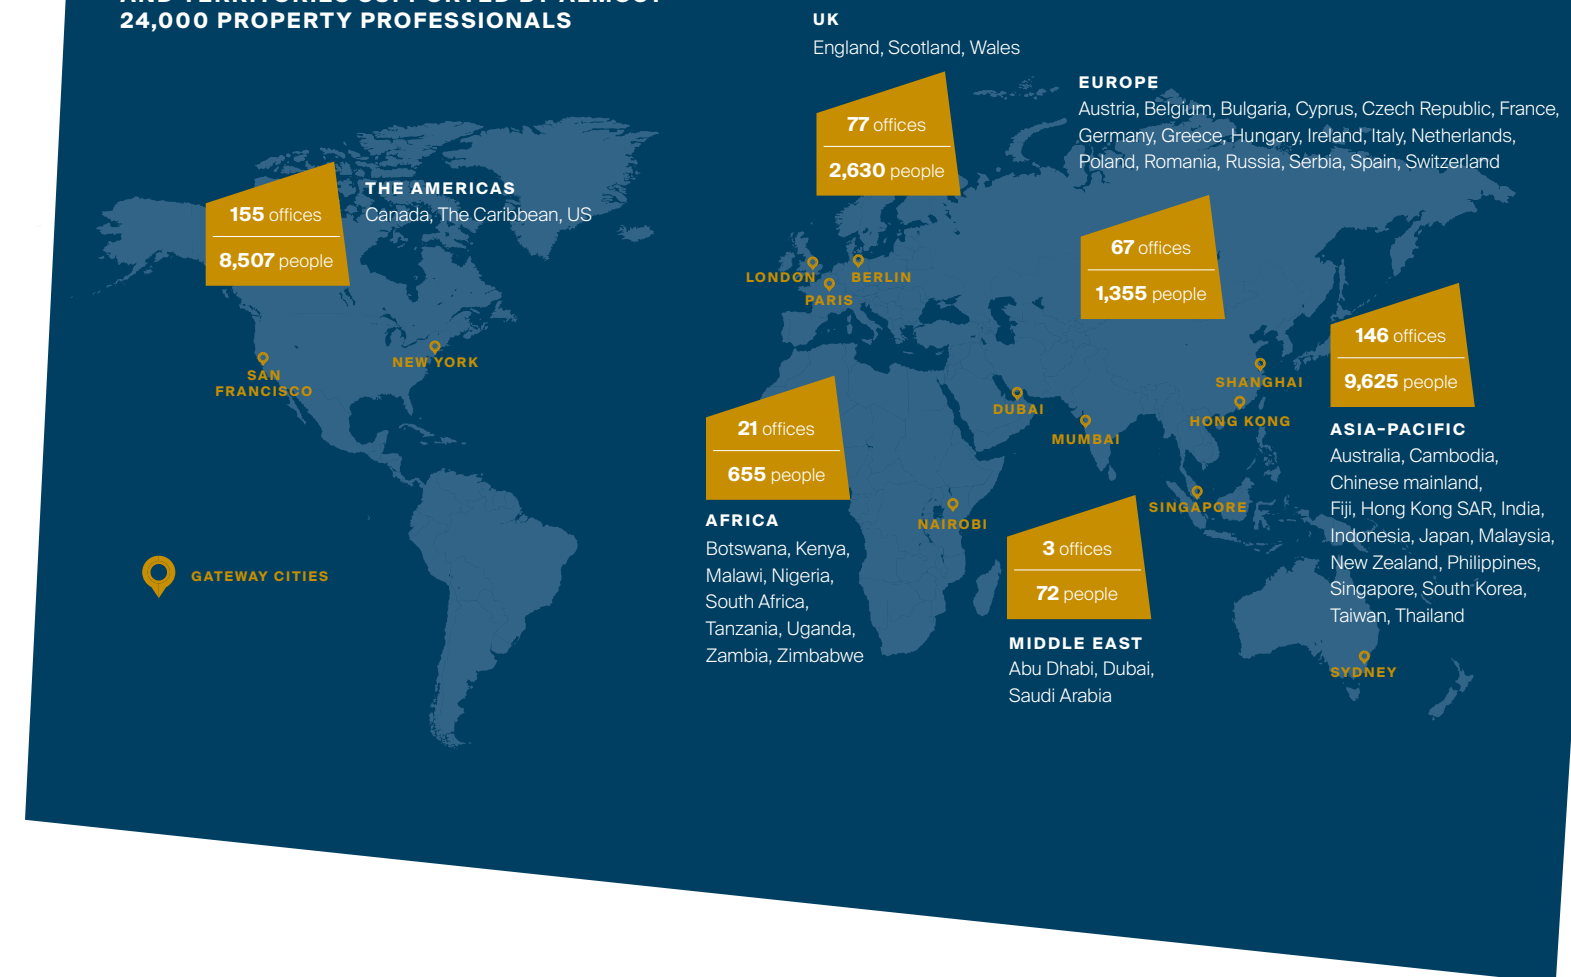 AND TERRITORIES SUPPORTED BY ALMOST
24,000 PROPERTY PROFESSIONALS
UK
England, Scotland, Wales
77 offices
2,630 people
EUROPE
Austria, Belgium, Bulgaria, Cyprus, Czech Republic, France,
Germany, Greece, Hungary, Ireland, Italy, Netherlands,
Poland, Romania, Russia, Serbia, Spain, Switzerland
67 offices
1,355 people
THE AMERICAS
Canada, The Caribbean, US
155 offices
8,507 people
LONDON
BERLIN
PARIS
NEW YORK
SAN
FRANCISCO
DUBAI
MUMBAI
SHANGHAI
HONG KONG
SINGAPORE
NAIROBI
SYDNEY
146 offices
9,625 people
ASIA-PACIFIC
Australia, Cambodia,
Chinese mainland,
Fiji, Hong Kong SAR, India,
Indonesia, Japan, Malaysia,
New Zealand, Philippines,
Singapore, South Korea,
Taiwan, Thailand
21 offices
655 people
AFRICA
Botswana, Kenya,
Malawi, Nigeria,
South Africa,
Tanzania, Uganda,
Zambia, Zimbabwe
3 offices
72 people
MIDDLE EAST
Abu Dhabi, Dubai,
Saudi Arabia
GATEWAY CITIES